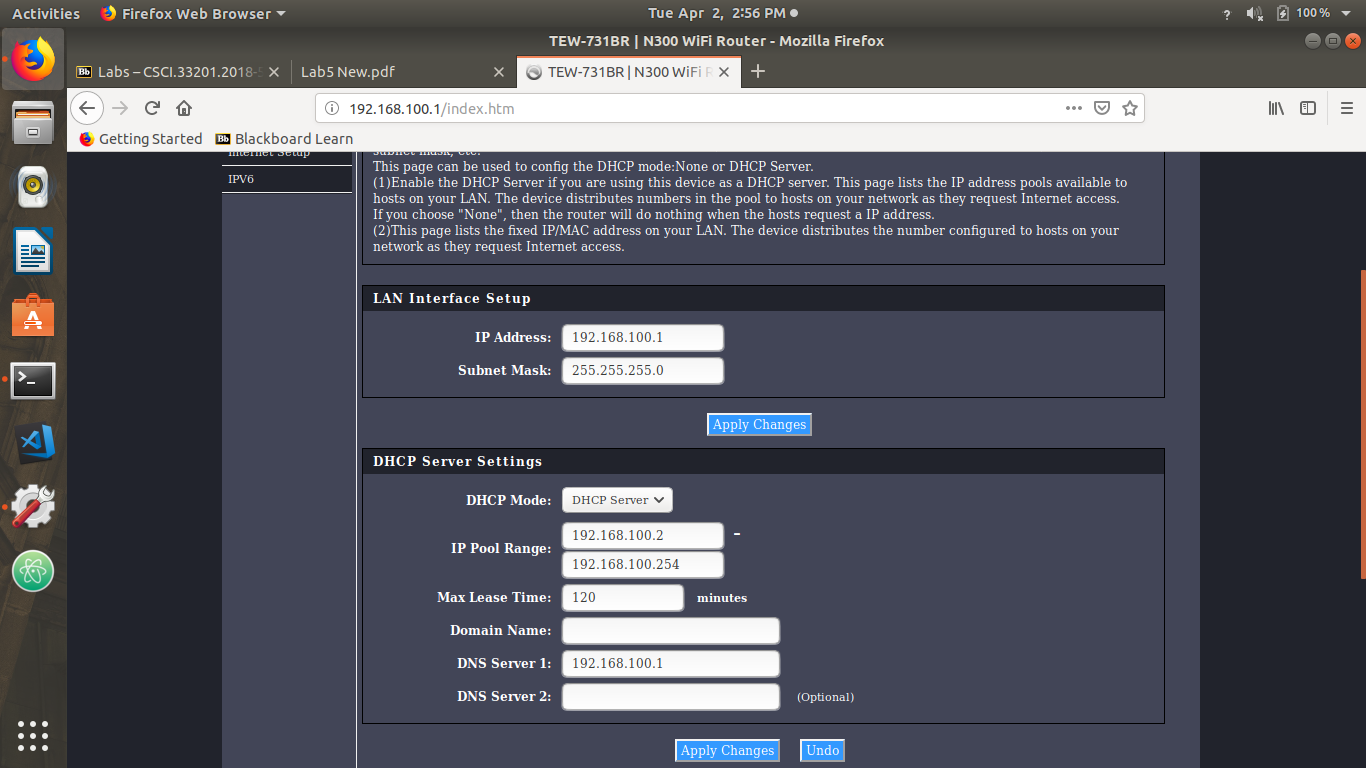 Activities
Firefox Web Browser
Tue Apr 2, 2:56 PM
?
100 %
TEW-731BR | N300 WiFi Router - Mozilla Firefox
Bb Labs – CSCI.33201.2018-
Lab5 New.pdf
TEW-731BR | N300 WiFi R
192.168.100.1/index.htm
Getting Started
Bb Blackboard Learn
Internet Setup
IPV6
subnet mask, etc.
This page can be used to config the DHCP mode:None or DHCP Server.
(1)Enable the DHCP Server if you are using this device as a DHCP server. This page lists the IP address pools available to
hosts on your LAN. The device distributes numbers in the pool to hosts on your network as they request Internet access.
If you choose "None", then the router will do nothing when the hosts request a IP address.
(2)This page lists the fixed IP/MAC address on your LAN. The device distributes the number configured to hosts on your
network as they request Internet access.
LAN Interface Setup
IP Address: 192.168.100.1
Subnet Mask: 255.255.255.0
Apply Changes
DHCP Server Settings
DHCP Mode: DHCP Server
IP Pool Range: 192.168.100.2 -
192.168.100.254
Max Lease Time: 120 minutes
Domain Name:
DNS Server 1: 192.168.100.1
DNS Server 2: (Optional)
Apply Changes Undo